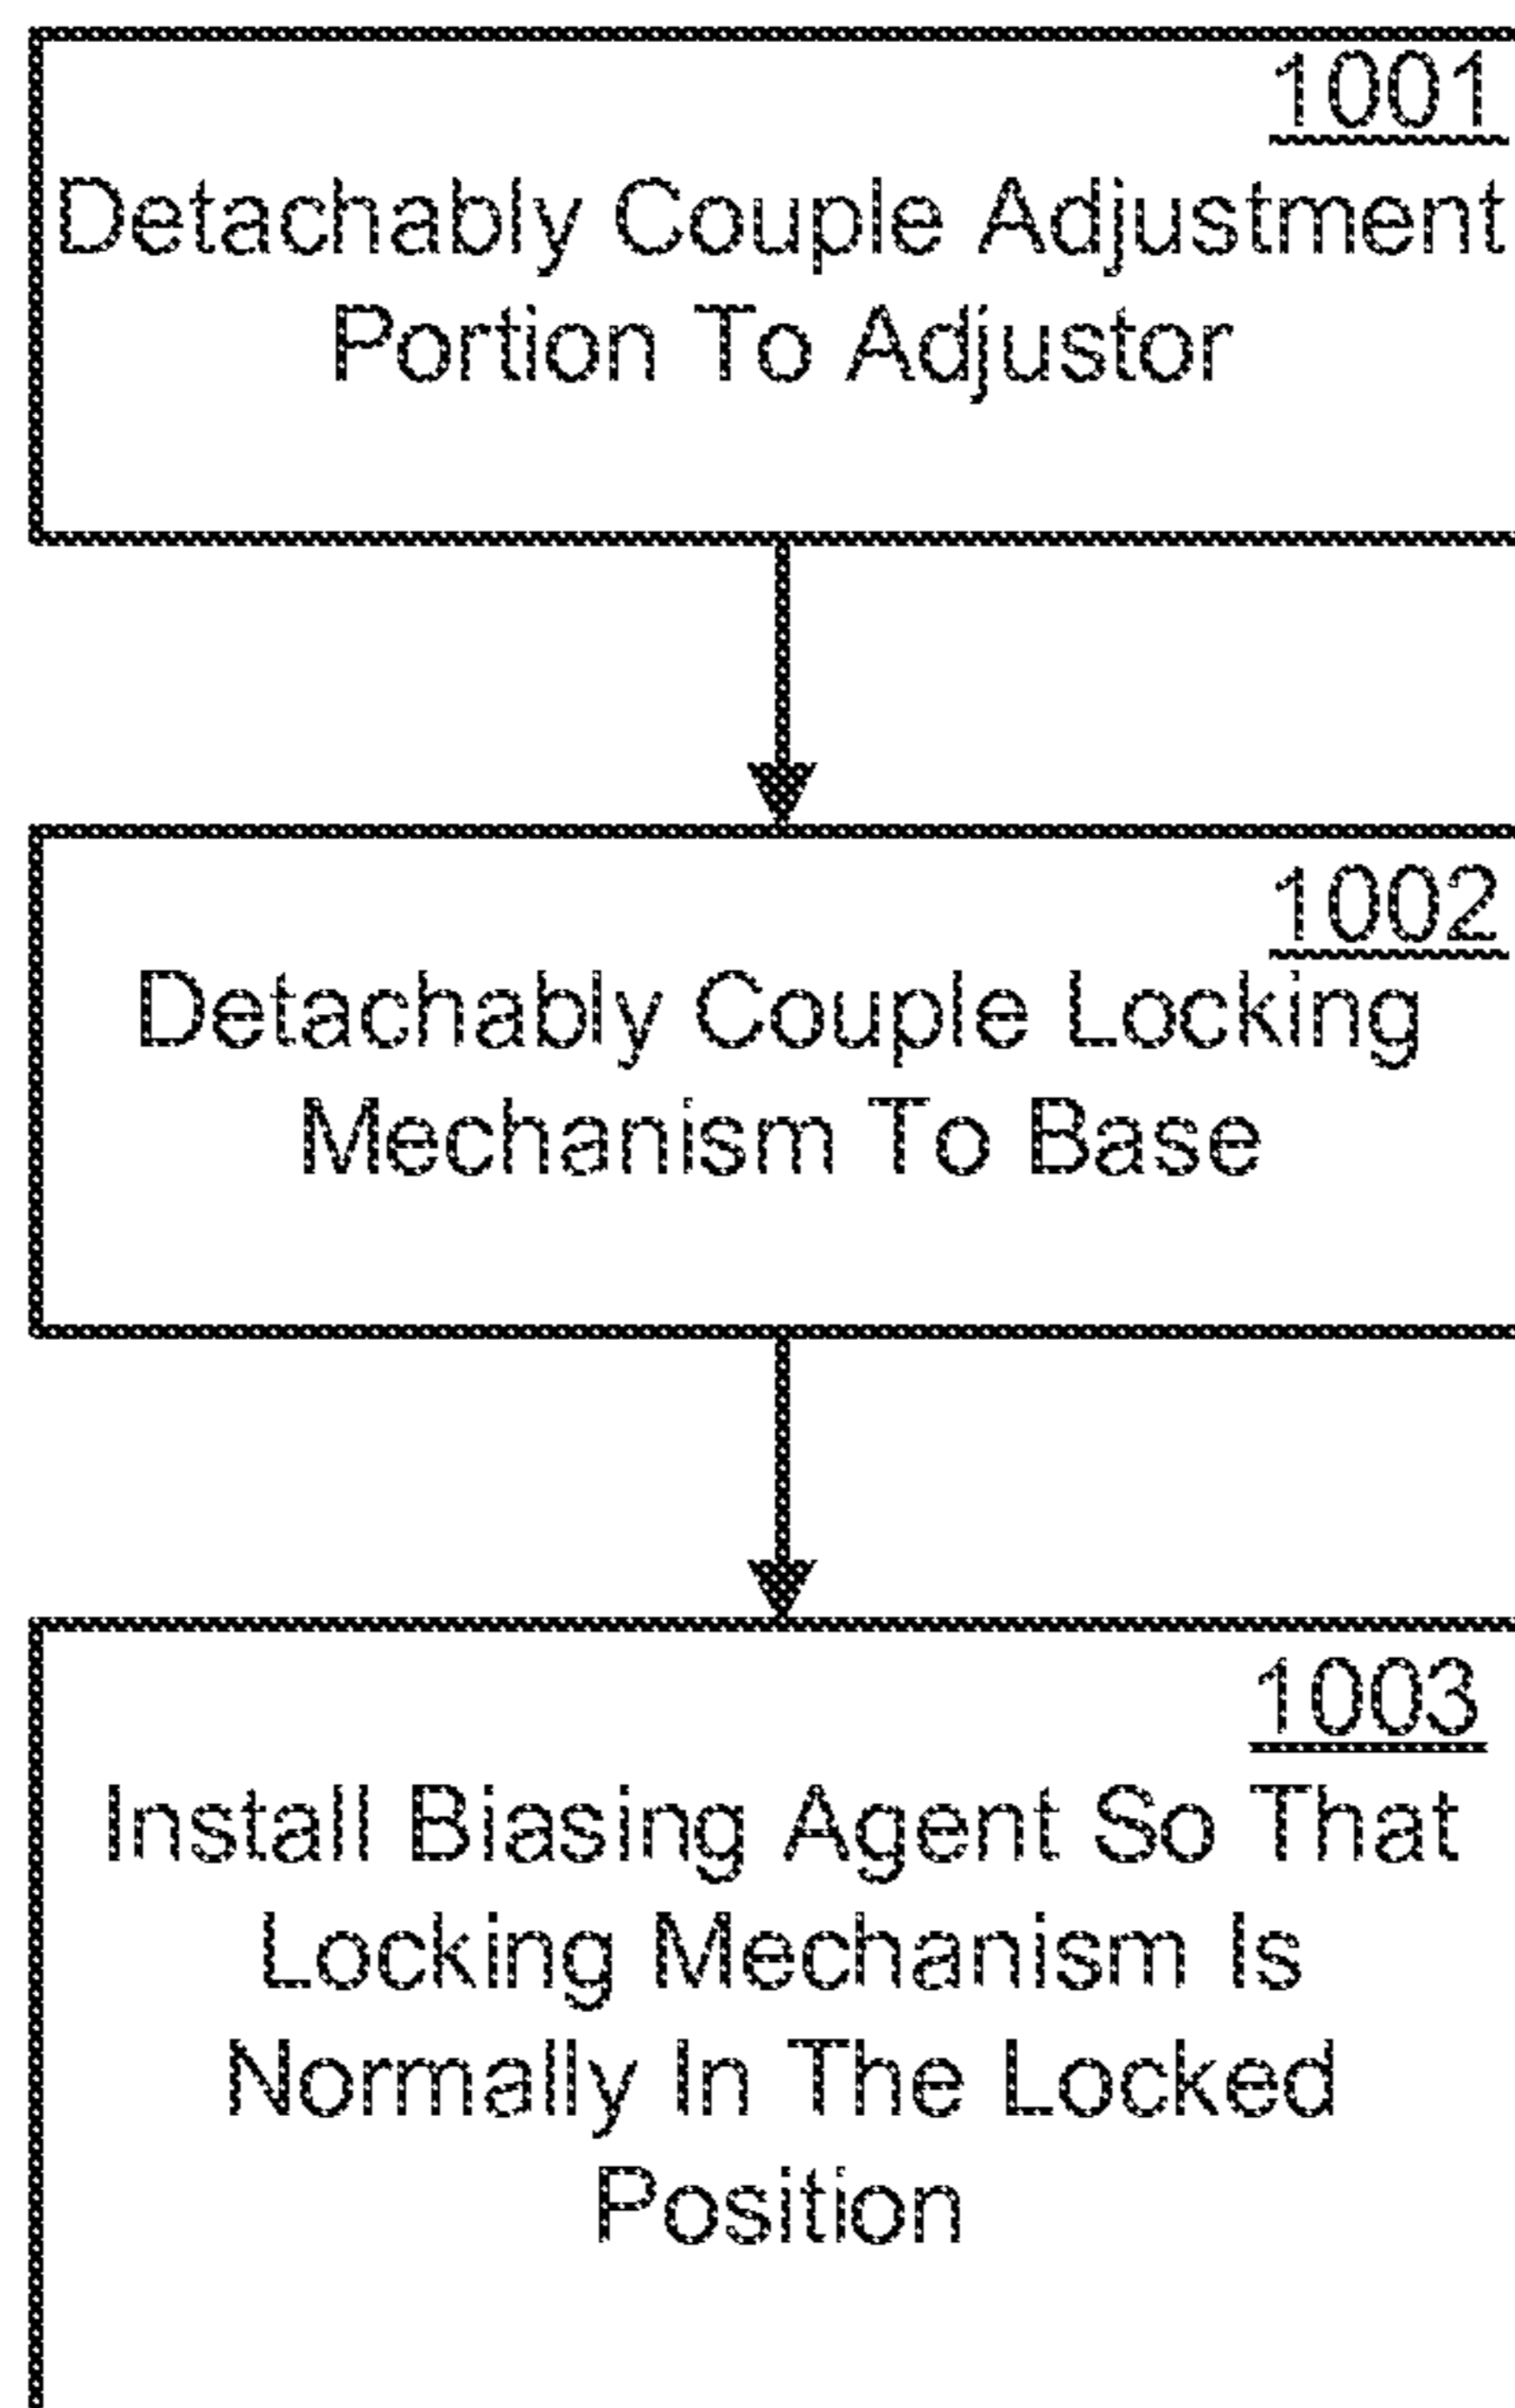 1001
Detachably Couple Adjustment
Portion To Adjustor
1002
Detachably Couple Locking
Mechanism To Base
1003
Install Biasing Agent So That
Locking Mechanism Is
Normally In The Locked
Position